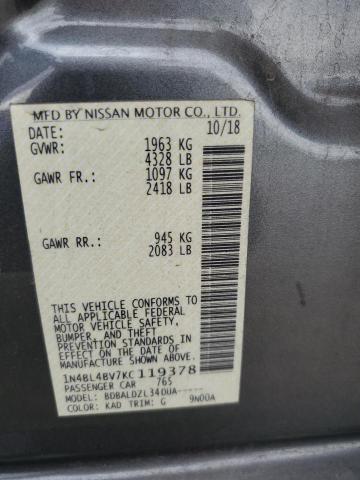 MFD BY NISSAN MOTOR CO., LTD.
DATE: 10/18
GVWR: 1963 KG
4328 LB
GAWR FR.: 1097 KG
2418 LB
GAWR RR.: 945 KG
2083 LB
THIS VEHICLE CONFORMS TO
ALL APPLICABLE FEDERAL
MOTOR VEHICLE SAFETY,
BUMPER, AND THEFT
PREVENTION STANDARDS IN
EFFECT ON THE DATE OF
MANUFACTURE SHOWN ABOVE.
1N4BL4BV7KC119378
PASSENGER CAR 765
MODEL: BDBALDZL34DUA-----
COLOR: KAD TRIM: G 9N00A